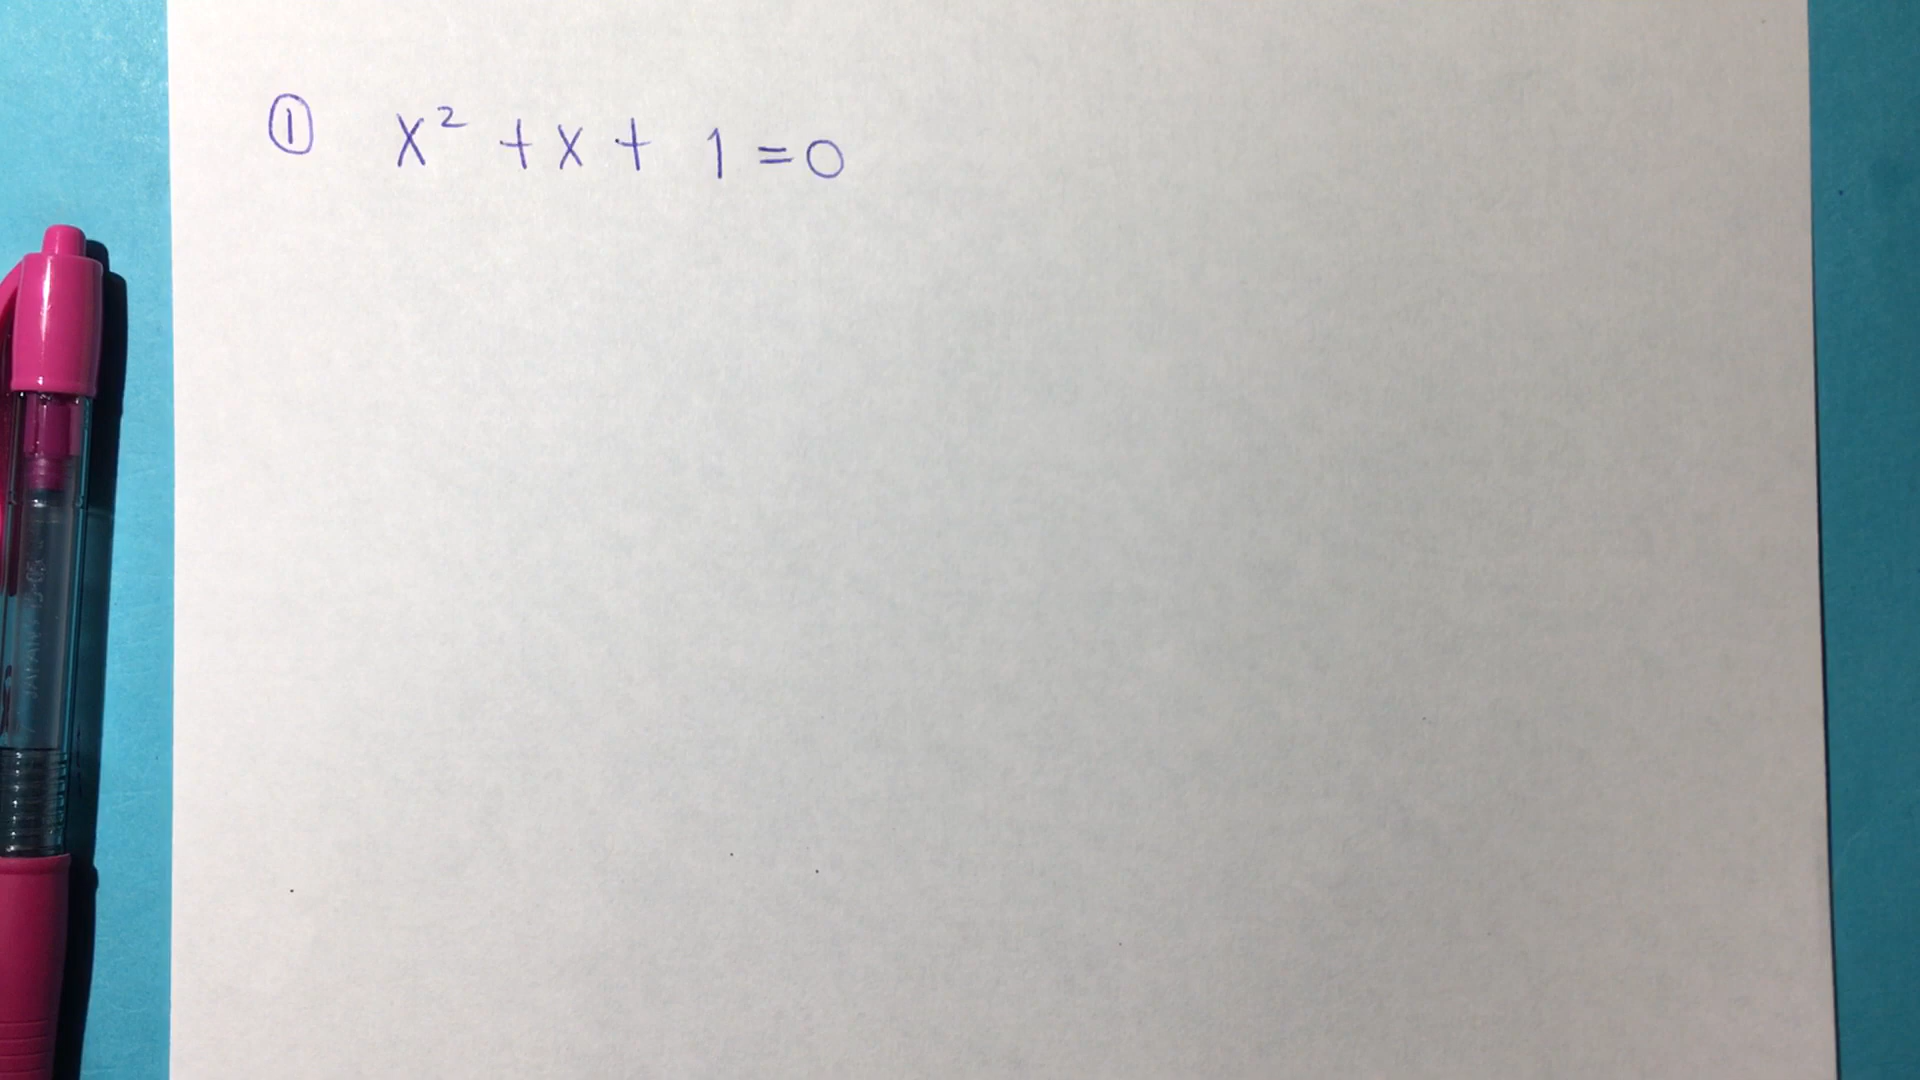 ① x² + x + 1 = 0